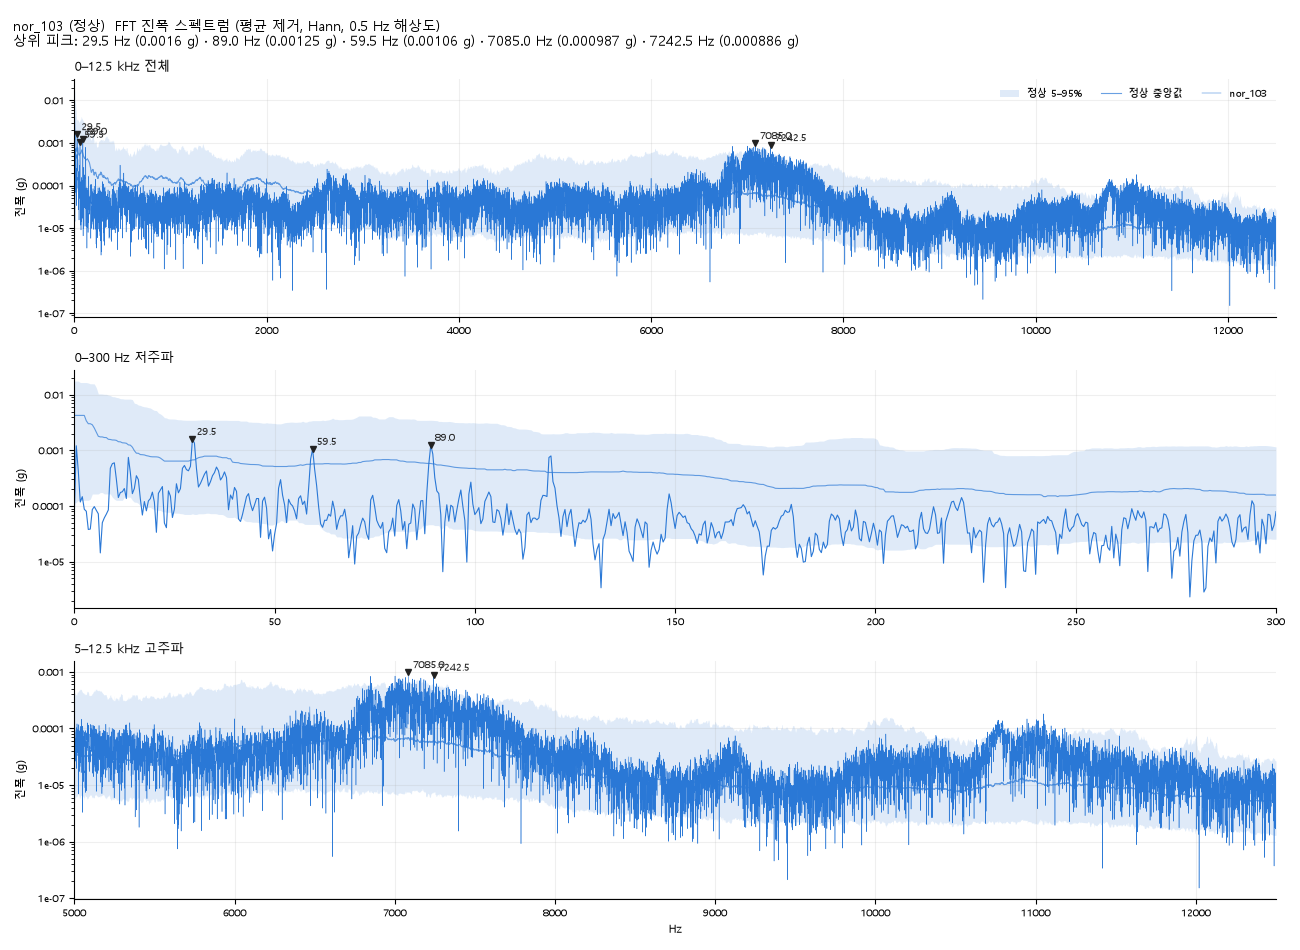 nor_103 (정상)  FFT 진폭 스펙트럼 (평균 제거, Hann, 0.5 Hz 해상도)
상위 피크: 29.5 Hz (0.0016 g) · 89.0 Hz (0.00125 g) · 59.5 Hz (0.00106 g) · 7085.0 Hz (0.000987 g) · 7242.5 Hz (0.000886 g)
0–12.5 kHz 전체
정상 5–95%
정상 중앙값
nor_103
0.01
0.001
0.0001
1e-05
1e-06
1e-07
진폭 (g)
29.5
89.0
59.5
7085.0
7242.5
0
2000
4000
6000
8000
10000
12000
0–300 Hz 저주파
0.01
0.001
0.0001
1e-05
진폭 (g)
29.5
59.5
89.0
0
50
100
150
200
250
300
5–12.5 kHz 고주파
0.001
0.0001
1e-05
1e-06
1e-07
진폭 (g)
7085.0
7242.5
5000
6000
7000
8000
9000
10000
11000
12000
Hz